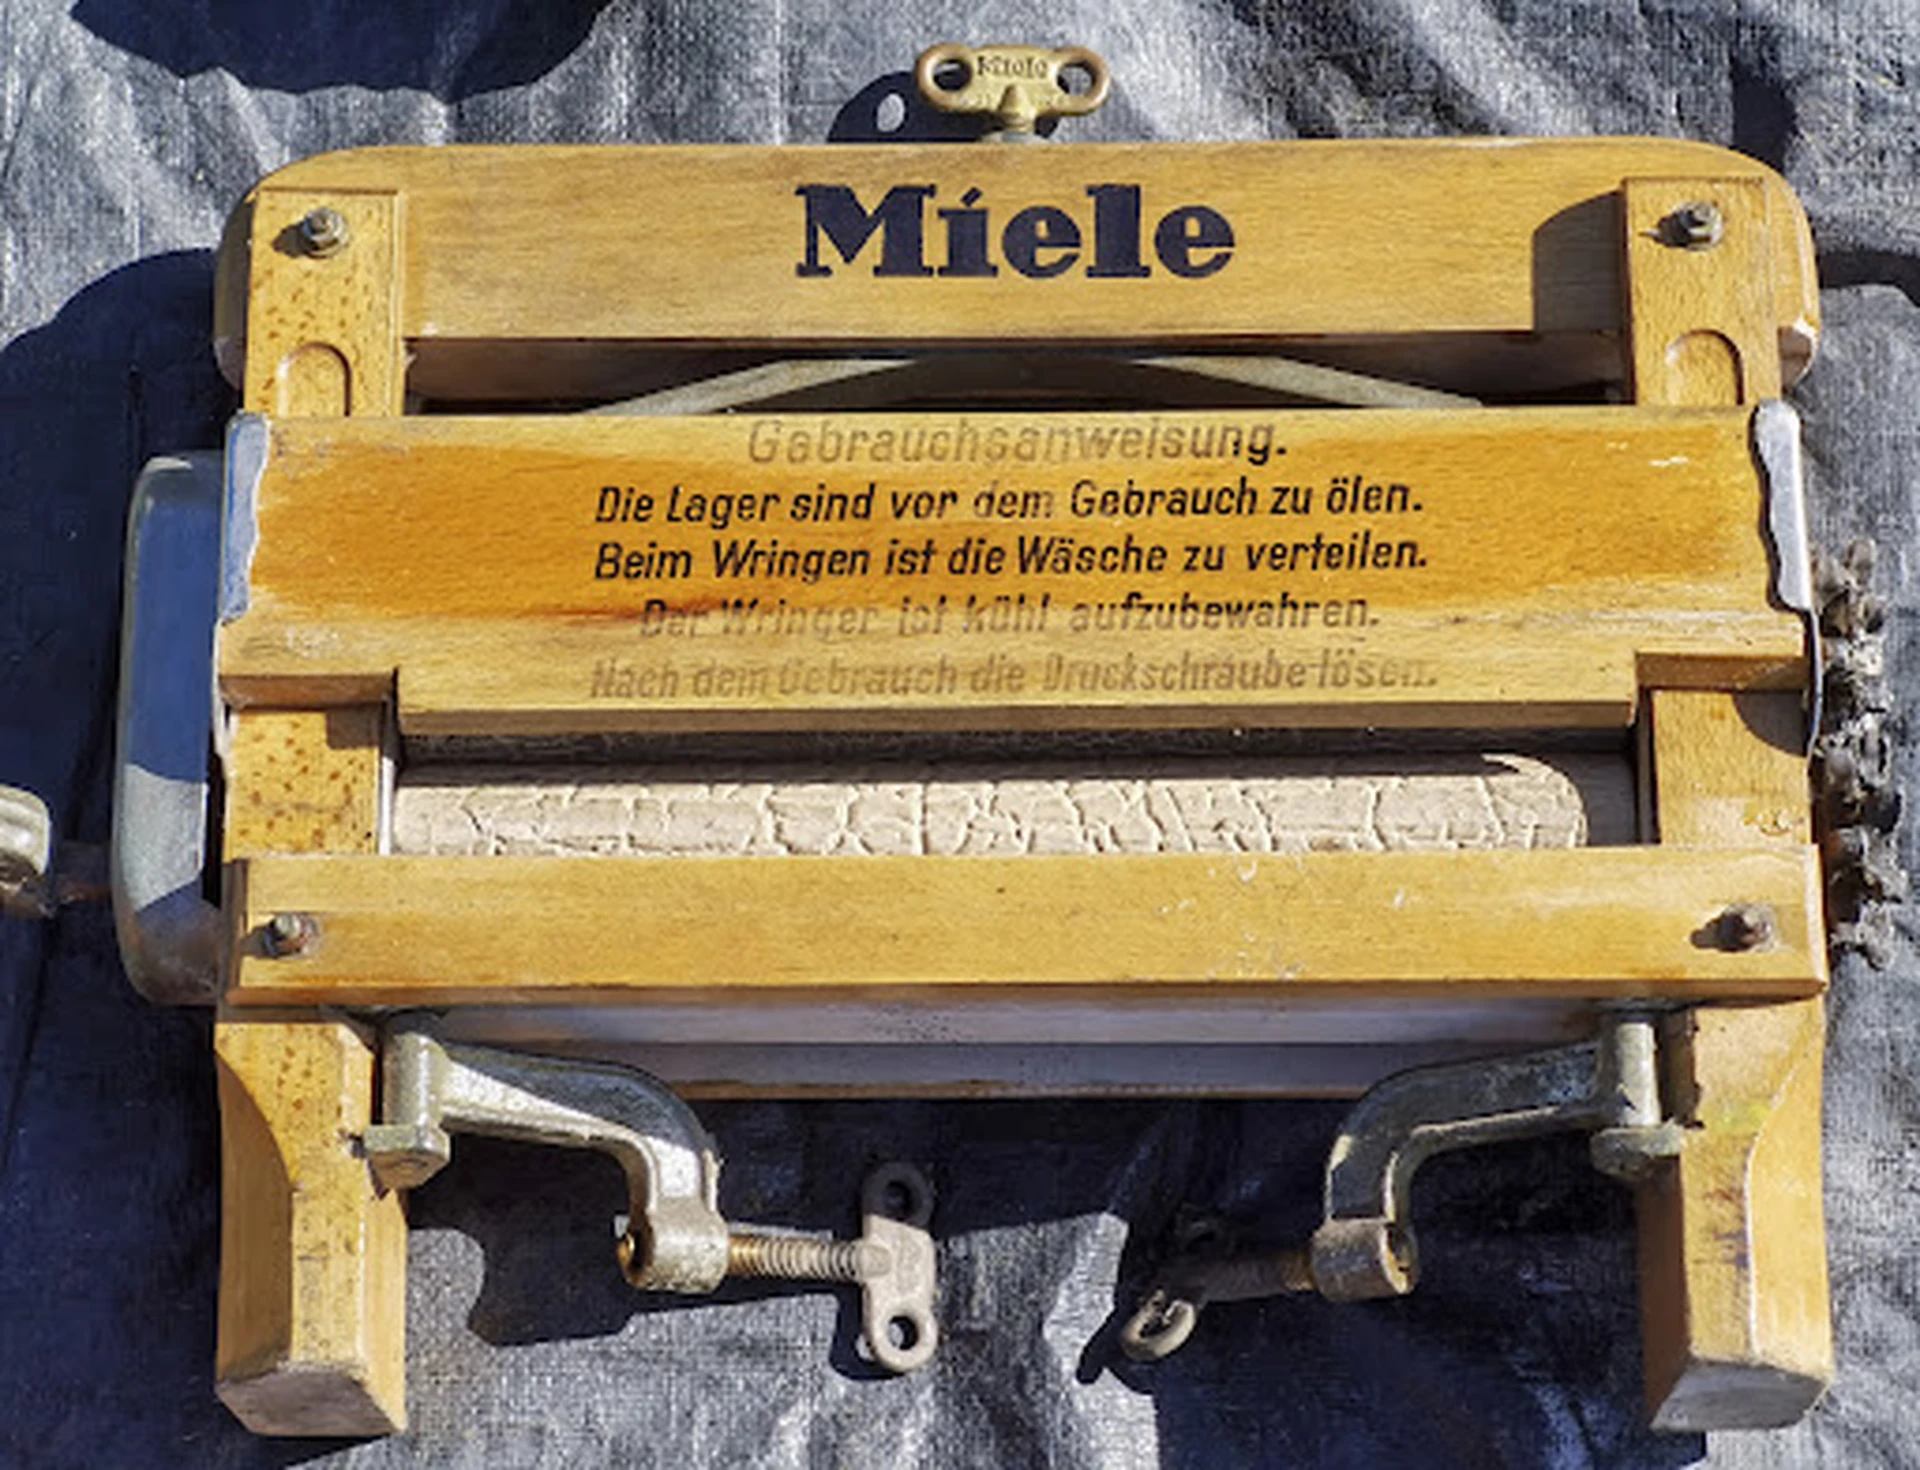 Miele
Miele
Gebrauchsanweisung.
Die Lager sind vor dem Gebrauch zu ölen.
Beim Wringen ist die Wäsche zu verteilen.
Der Wringer ist kühl aufzubewahren.
Nach dem Gebrauch die Druckschraube lösen.